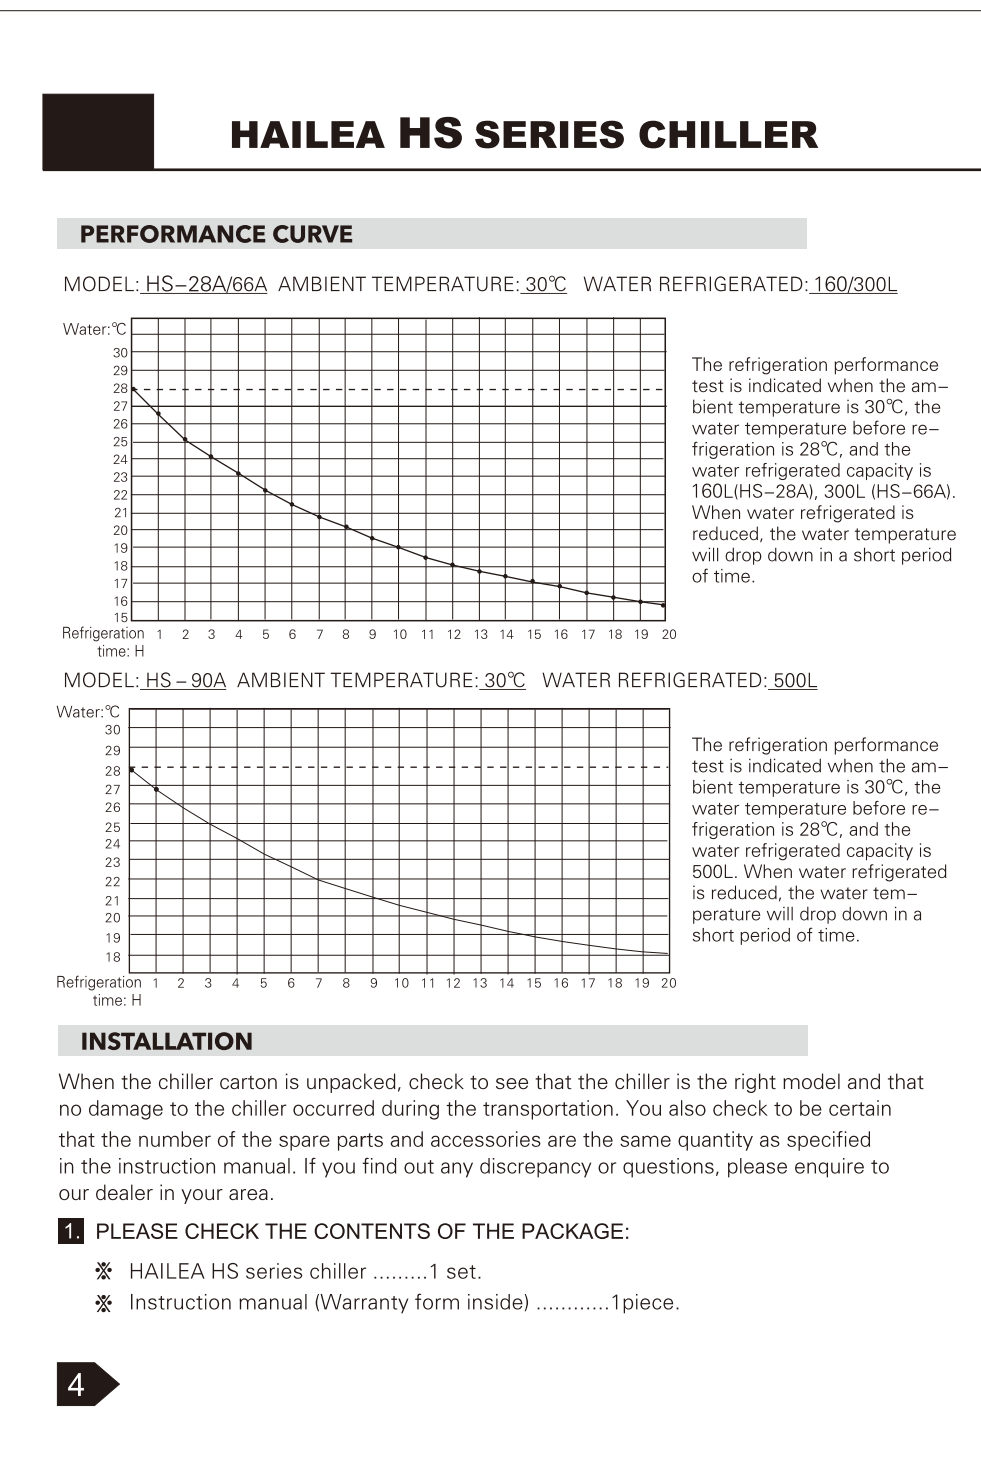 HAILEA HS SERIES CHILLER
PERFORMANCE CURVE
MODEL: HS–28A/66A AMBIENT TEMPERATURE: 30℃ WATER REFRIGERATED: 160/300L
Water:℃
30
29
28
27
26
25
24
23
22
21
20
19
18
17
16
15
Refrigeration 1 2 3 4 5 6 7 8 9 10 11 12 13 14 15 16 17 18 19 20
time: H
The refrigeration performance
test is indicated when the am–
bient temperature is 30℃, the
water temperature before re–
frigeration is 28℃, and the
water refrigerated capacity is
160L(HS–28A), 300L (HS–66A).
When water refrigerated is
reduced, the water temperature
will drop down in a short period
of time.
MODEL: HS – 90A AMBIENT TEMPERATURE: 30℃ WATER REFRIGERATED: 500L
Water:℃
30
29
28
27
26
25
24
23
22
21
20
19
18
Refrigeration 1 2 3 4 5 6 7 8 9 10 11 12 13 14 15 16 17 18 19 20
time: H
The refrigeration performance
test is indicated when the am–
bient temperature is 30℃, the
water temperature before re–
frigeration is 28℃, and the
water refrigerated capacity is
500L. When water refrigerated
is reduced, the water tem–
perature will drop down in a
short period of time.
INSTALLATION
When the chiller carton is unpacked, check to see that the chiller is the right model and that
no damage to the chiller occurred during the transportation. You also check to be certain
that the number of the spare parts and accessories are the same quantity as specified
in the instruction manual. If you find out any discrepancy or questions, please enquire to
our dealer in your area.
1. PLEASE CHECK THE CONTENTS OF THE PACKAGE:
※ HAILEA HS series chiller .........1 set.
※ Instruction manual (Warranty form inside) ............1piece.
4